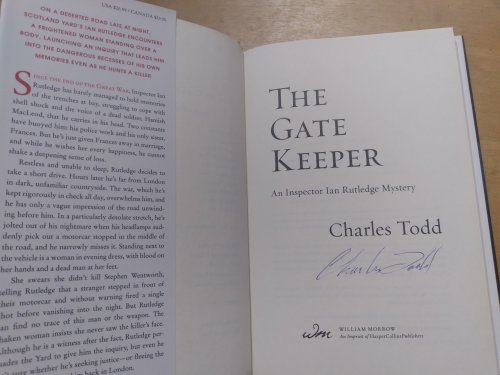 USA $26.99 / CANADA $33.50
ON A DESERTED ROAD LATE AT NIGHT,
SCOTLAND YARD'S IAN RUTLEDGE ENCOUNTERS
A FRIGHTENED WOMAN STANDING OVER A
BODY, LAUNCHING AN INQUIRY THAT LEADS HIM
INTO THE DANGEROUS RECESSES OF HIS OWN
MEMORIES EVEN AS HE HUNTS A KILLER
SINCE THE END OF THE GREAT WAR, Inspector Ian
Rutledge has barely managed to hold memories
of the trenches at bay, struggling to cope with
shell shock and the voice of a dead soldier, Hamish
MacLeod, that he carries in his head. Two constants
have buoyed him: his police work and his only sister,
Frances. But he's just given Frances away in marriage,
and while he wishes her every happiness, he cannot
shake a deepening sense of loss.
Restless and unable to sleep, Rutledge decides to
take a short drive. Hours later he's far from London
in dark, unfamiliar countryside. The war, which he's
kept rigorously in check all day, overwhelms him, and
he has only a vague impression of the road unwind-
ing before him. In a particularly desolate stretch, he's
jolted out of his nightmare when his headlamps sud-
denly pick out a motorcar stopped in the middle of
the road, and he narrowly misses it. Standing next to
the vehicle is a woman in evening dress, with blood on
her hands and a dead man at her feet.
She swears she didn't kill Stephen Wentworth,
telling Rutledge that a stranger stepped in front of
their motorcar and without warning fired a single
shot before vanishing into the night. But Rutledge
can find no trace of this man or the weapon. The
shaken woman insists she never saw the killer's face.
Although he is a witness after the fact, Rutledge per-
suades the Yard to give him the inquiry, but even he
sure whether he's seeking justice—or fleeing the
him back in London.
THE
GATE
KEEPER
An Inspector Ian Rutledge Mystery
Charles Todd
Charles Todd
wm
WILLIAM MORROW
An Imprint of HarperCollinsPublishers